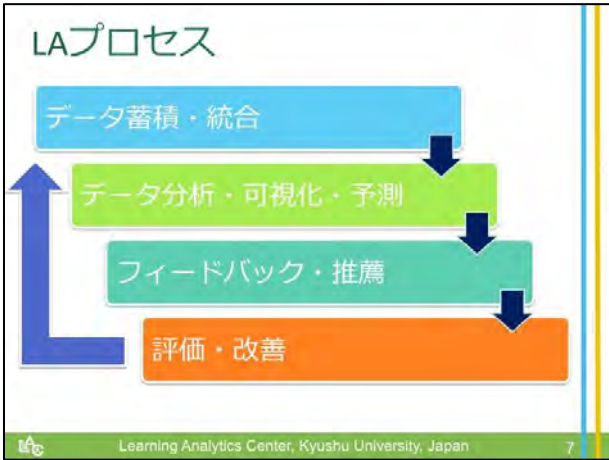 LAプロセス
データ蓄積・統合
データ分析・可視化・予測
フィードバック・推薦
評価・改善
Learning Analytics Center, Kyushu University, Japan
7